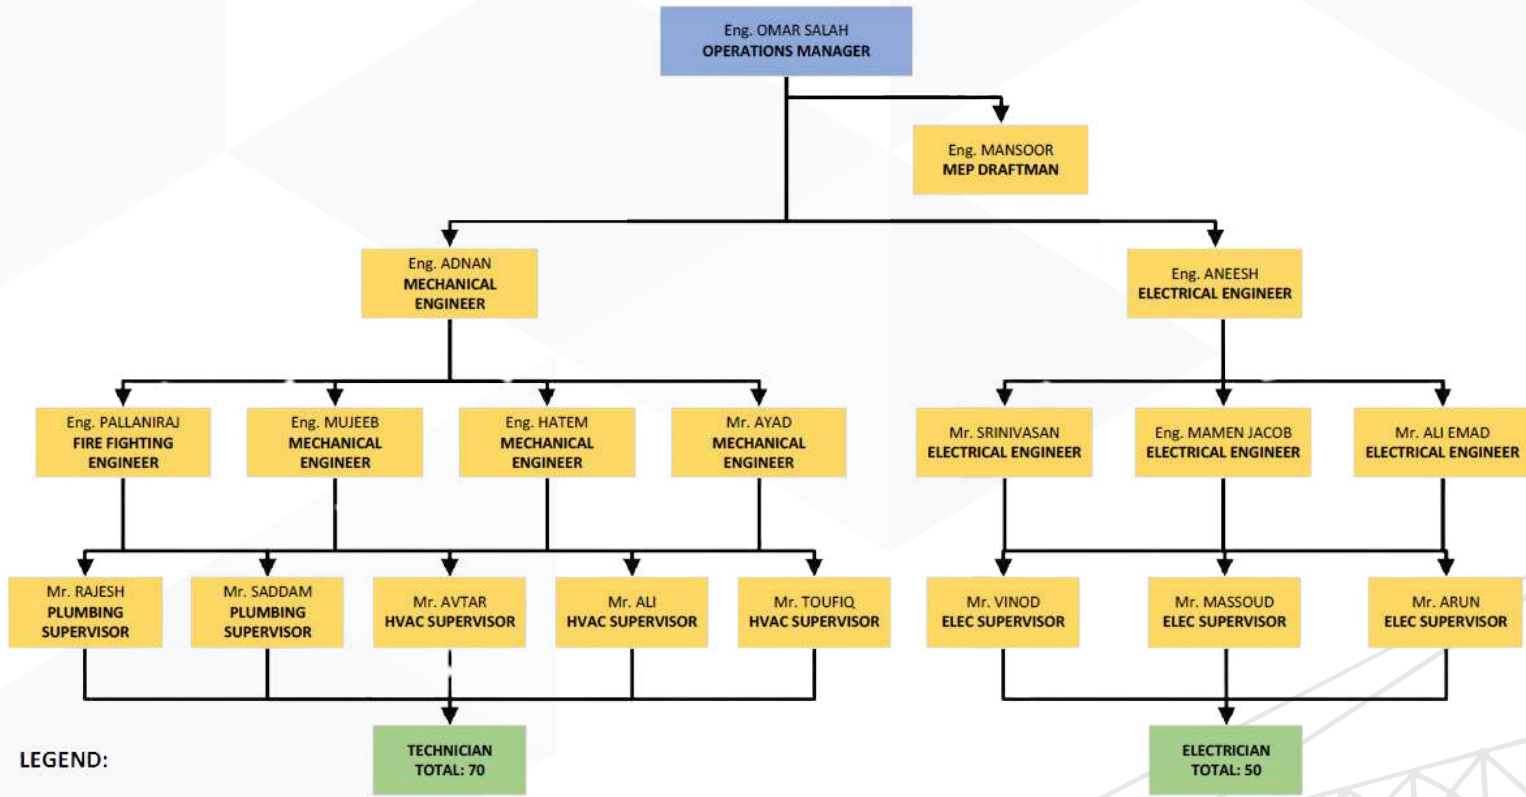 Eng. OMAR SALAH
OPERATIONS MANAGER
Eng. MANSOOR
MEP DRAFTMAN
Eng. ADNAN
MECHANICAL
ENGINEER
Eng. ANEESH
ELECTRICAL ENGINEER
Eng. PALLANIRAJ
FIRE FIGHTING
ENGINEER
Eng. MUJEEB
MECHANICAL
ENGINEER
Eng. HATEM
MECHANICAL
ENGINEER
Mr. AYAD
MECHANICAL
ENGINEER
Mr. SRINIVASAN
ELECTRICAL ENGINEER
Eng. MAMEN JACOB
ELECTRICAL ENGINEER
Mr. ALI EMAD
ELECTRICAL ENGINEER
Mr. RAJESH
PLUMBING
SUPERVISOR
Mr. SADDAM
PLUMBING
SUPERVISOR
Mr. AVTAR
HVAC SUPERVISOR
Mr. ALI
HVAC SUPERVISOR
Mr. TOUFIQ
HVAC SUPERVISOR
Mr. VINOD
ELEC SUPERVISOR
Mr. MASSOUD
ELEC SUPERVISOR
Mr. ARUN
ELEC SUPERVISOR
LEGEND:
TECHNICIAN
TOTAL: 70
ELECTRICIAN
TOTAL: 50